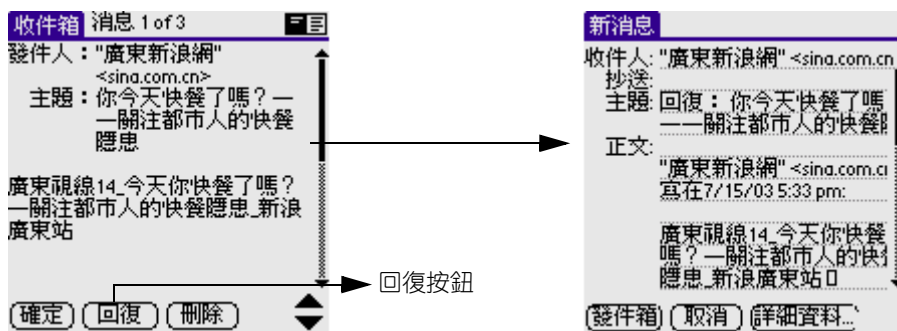 收件箱 消息 1 of 3
發件人："廣東新浪網"
<sina.com.cn>
主題：你今天快餐了嗎？—
—關注都市人的快餐
隱患
廣東視線14_今天你快餐了嗎？
—關注都市人的快餐隱患_新浪
廣東站
確定 回復 刪除
回復按鈕
新消息
收件人: "廣東新浪網" <sina.com.cn
抄送:
主題: 回復： 你今天快餐了嗎
——關注都市人的快餐
正文:
"廣東新浪網" <sina.com.c
寫在7/15/03 5:33 pm:
廣東視線14_今天你快餐
嗎？—關注都市人的快
隱患_新浪廣東站
發件箱 取消 詳細資料...